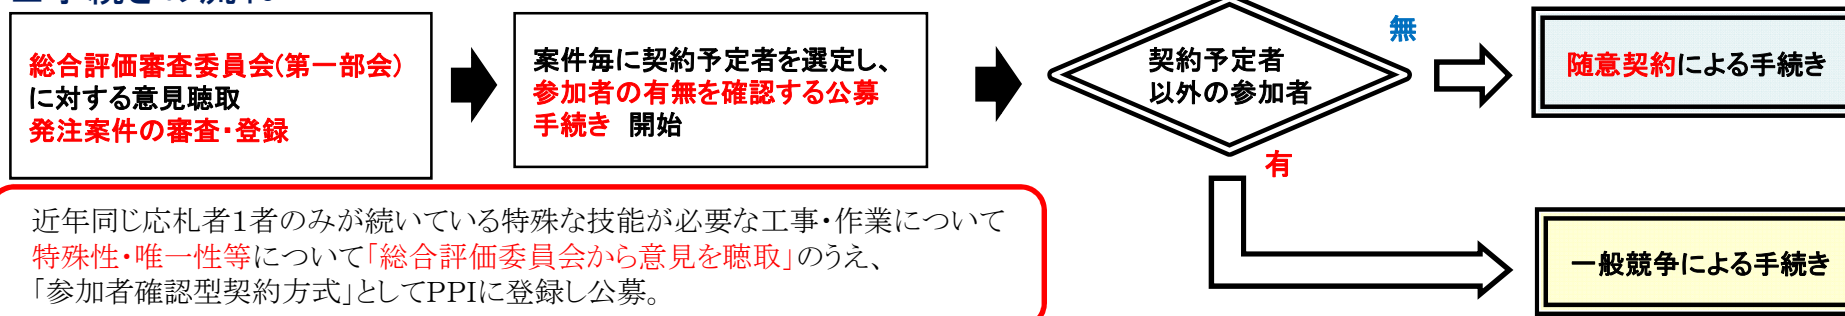 総合評価審査委員会(第一部会)
に対する意見聴取
発注案件の審査・登録
案件毎に契約予定者を選定し、
参加者の有無を確認する公募
手続き 開始
契約予定者
以外の参加者
無
随意契約による手続き
有
一般競争による手続き
近年同じ応札者1者のみが続いている特殊な技能が必要な工事・作業について
特殊性・唯一性等について「総合評価委員会から意見を聴取」のうえ、
「参加者確認型契約方式」としてPPIに登録し公募。